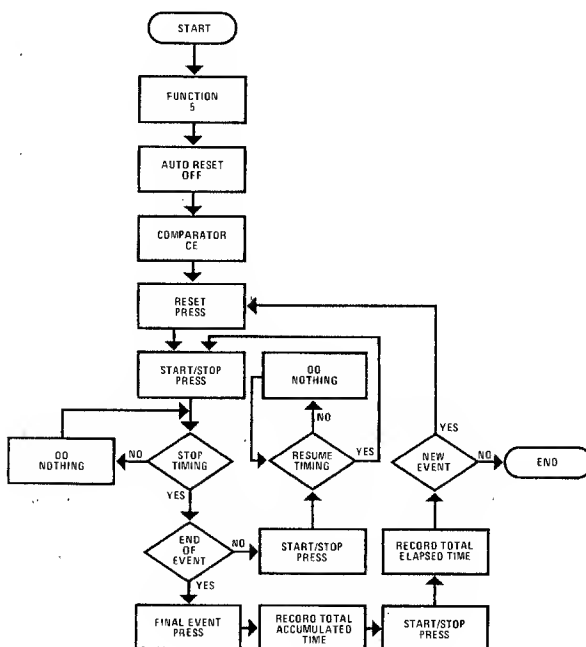 START
FUNCTION
5
AUTO RESET
OFF
COMPARATOR
CE
RESET
PRESS
START/STOP
PRESS
DO
NOTHING
NO
STOP
TIMING
YES
DO
NOTHING
NO
RESUME
TIMING
YES
YES
NEW
EVENT
NO
END
END
OF
EVENT
NO
YES
START/STOP
PRESS
RECORD TOTAL
ELAPSED TIME
FINAL EVENT
PRESS
RECORD TOTAL
ACCUMULATED
TIME
START/STOP
PRESS